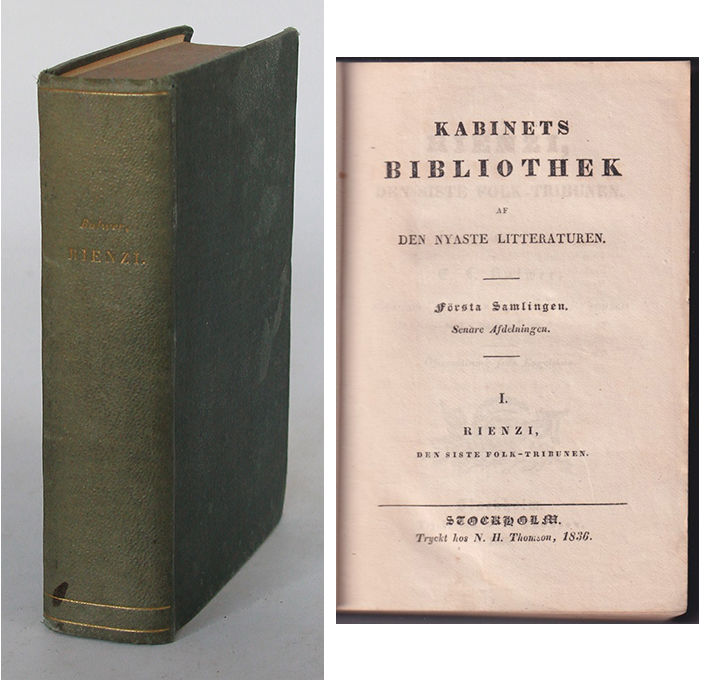 Bulwer.
RIENZI.
KABINETS
BIBLIOTHEK
AF
DEN NYASTE LITTERATUREN.
Första Samlingen.
Senare Afdelningen.
I.
RIENZI,
DEN SISTE FOLK-TRIBUNEN.
STOCKHOLM.
Tryckt hos N. H. Thomson, 1836.